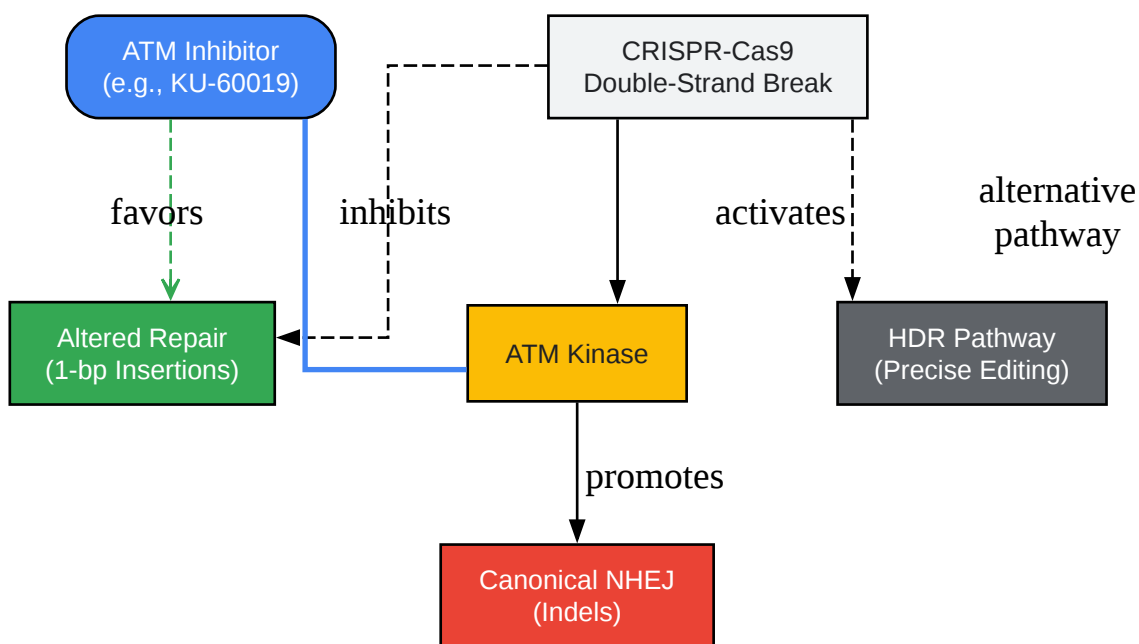 ATM Inhibitor
(e.g., KU-60019)
CRISPR-Cas9
Double-Strand Break
favors
inhibits
activates
alternative
pathway
Altered Repair
(1-bp Insertions)
ATM Kinase
HDR Pathway
(Precise Editing)
promotes
Canonical NHEJ
(Indels)